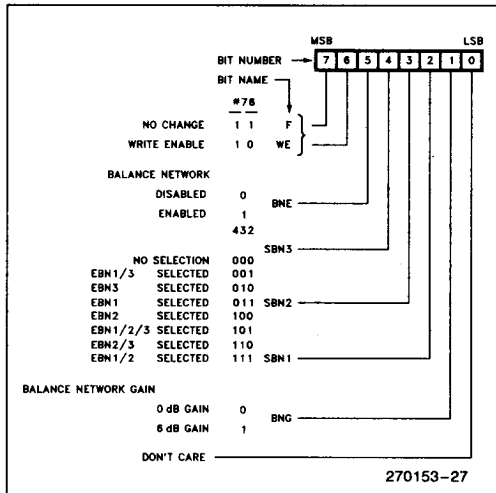 MSB LSB
BIT NUMBER 7 6 5 4 3 2 1 0
BIT NAME
#76
NO CHANGE 1 1 F
WRITE ENABLE 1 0 WE
BALANCE NETWORK
DISABLED 0
ENABLED 1 BNE
432
SBN3
NO SELECTION 000
EBN1/3 SELECTED 001
EBN3 SELECTED 010
EBN1 SELECTED 011 SBN2
EBN2 SELECTED 100
EBN1/2/3 SELECTED 101
EBN2/3 SELECTED 110
EBN1/2 SELECTED 111 SBN1
BALANCE NETWORK GAIN
0 dB GAIN 0
6 dB GAIN 1 BNG
DON'T CARE
270153-27